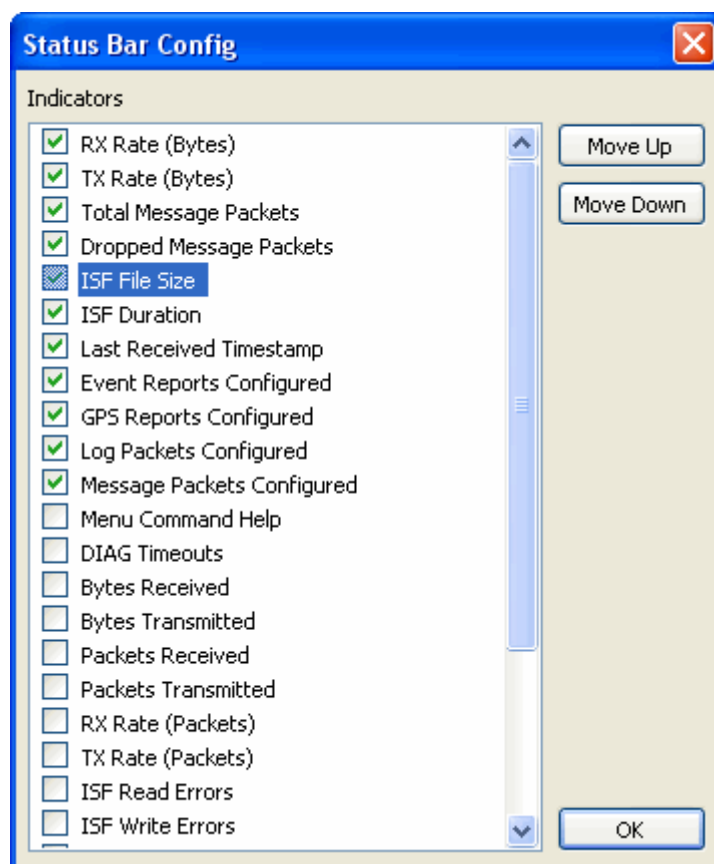 Status Bar Config
Indicators
RX Rate (Bytes)
TX Rate (Bytes)
Total Message Packets
Dropped Message Packets
ISF File Size
ISF Duration
Last Received Timestamp
Event Reports Configured
GPS Reports Configured
Log Packets Configured
Message Packets Configured
Menu Command Help
DIAG Timeouts
Bytes Received
Bytes Transmitted
Packets Received
Packets Transmitted
RX Rate (Packets)
TX Rate (Packets)
ISF Read Errors
ISF Write Errors
Move Up
Move Down
OK